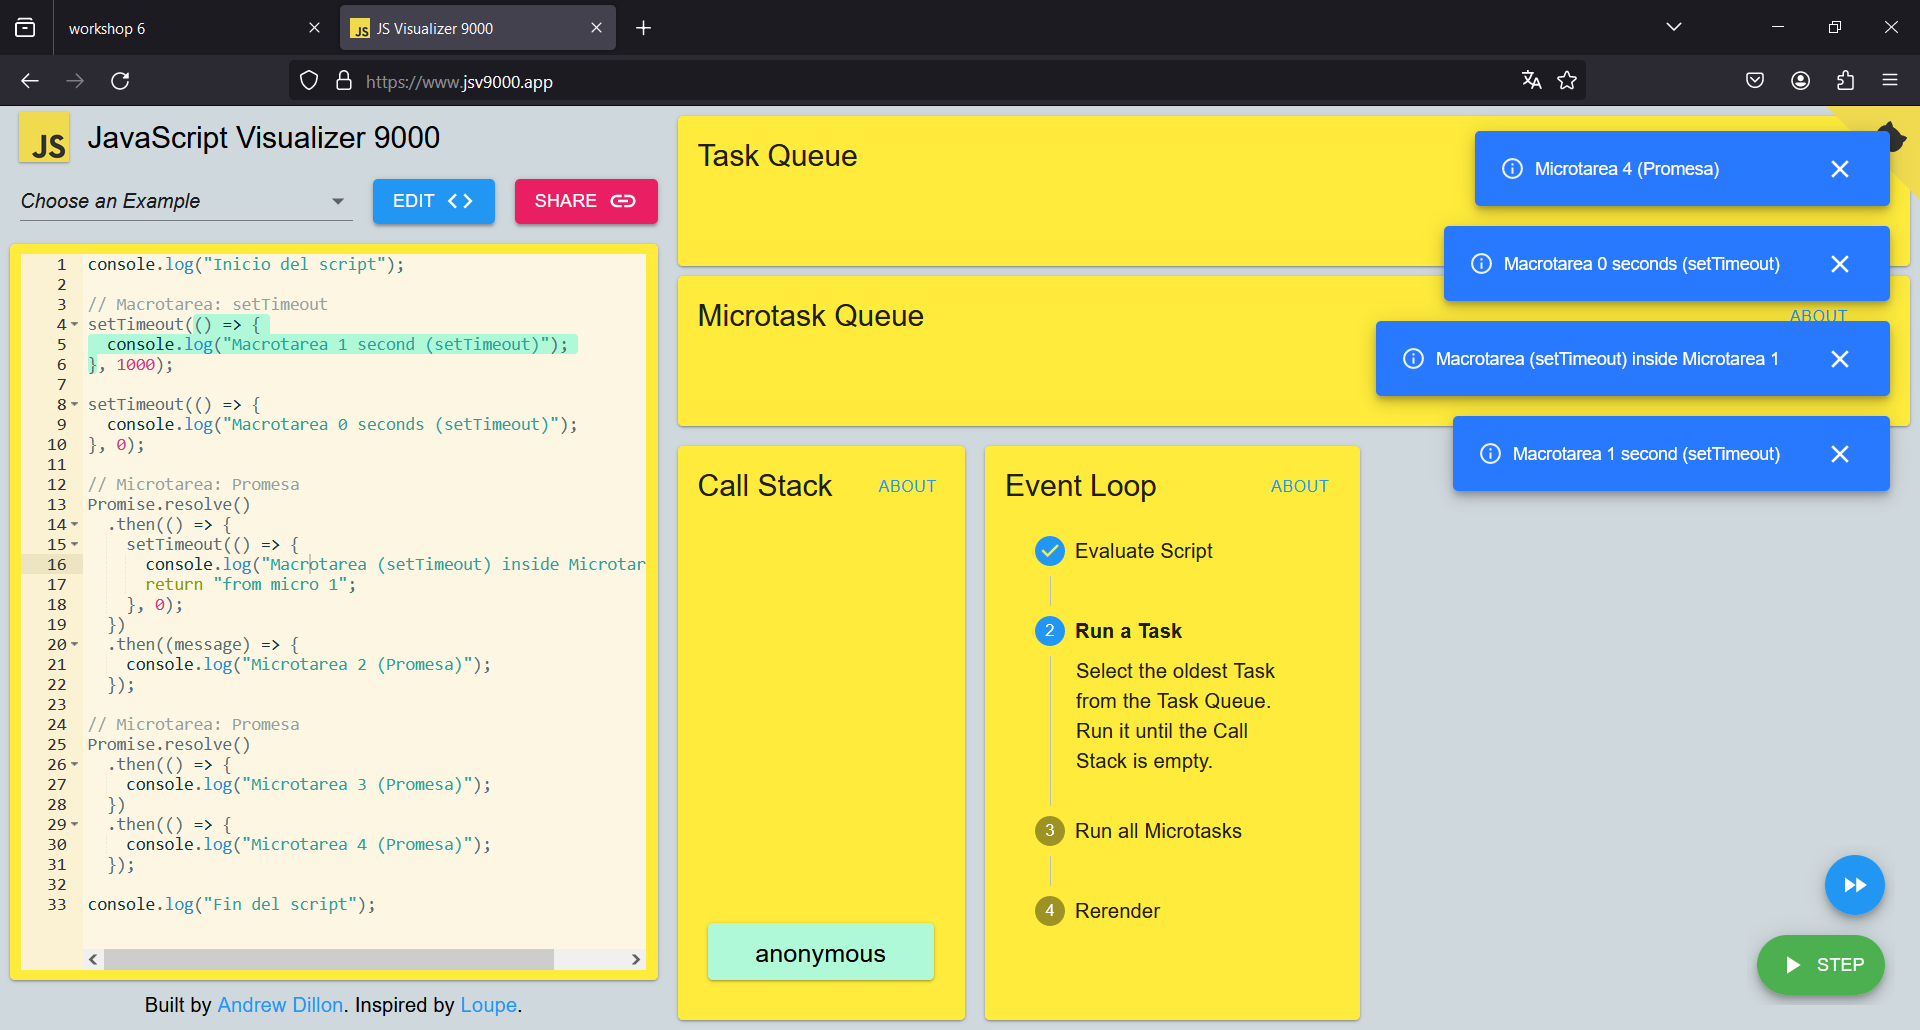 workshop 6
JS Visualizer 9000
https://www.jsv9000.app
JS JavaScript Visualizer 9000
Choose an Example
EDIT
SHARE
1 console.log("Inicio del script");
2
3 // Macrotarea: setTimeout
4 setTimeout(() => {
5 console.log("Macrotarea 1 second (setTimeout)");
6 }, 1000);
7
8 setTimeout(() => {
9 console.log("Macrotarea 0 seconds (setTimeout)");
10 }, 0);
11
12 // Microtarea: Promesa
13 Promise.resolve()
14 .then(() => {
15 setTimeout(() => {
16 console.log("Macrotarea (setTimeout) inside Microtar
17 return "from micro 1";
18 }, 0);
19 })
20 .then((message) => {
21 console.log("Microtarea 2 (Promesa)");
22 });
23
24 // Microtarea: Promesa
25 Promise.resolve()
26 .then(() => {
27 console.log("Microtarea 3 (Promesa)");
28 })
29 .then(() => {
30 console.log("Microtarea 4 (Promesa)");
31 });
32
33 console.log("Fin del script");
Built by Andrew Dillon. Inspired by Loupe.
Task Queue
Microtask Queue
ABOUT
Microtarea 4 (Promesa)
Macrotarea 0 seconds (setTimeout)
Macrotarea (setTimeout) inside Microtarea 1
Macrotarea 1 second (setTimeout)
Call Stack
ABOUT
anonymous
Event Loop
ABOUT
Evaluate Script
2 Run a Task
Select the oldest Task
from the Task Queue.
Run it until the Call
Stack is empty.
3 Run all Microtasks
4 Rerender
STEP